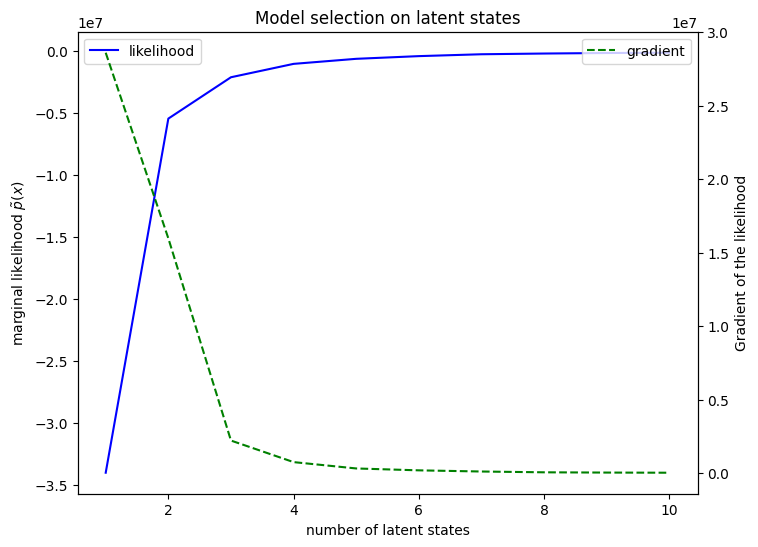 Model selection on latent states
1e7
1e7
likelihood
gradient
0.0
−0.5
−1.0
−1.5
−2.0
−2.5
−3.0
−3.5
marginal likelihood p̃(x)
3.0
2.5
2.0
1.5
1.0
0.5
0.0
Gradient of the likelihood
2 4 6 8 10
number of latent states